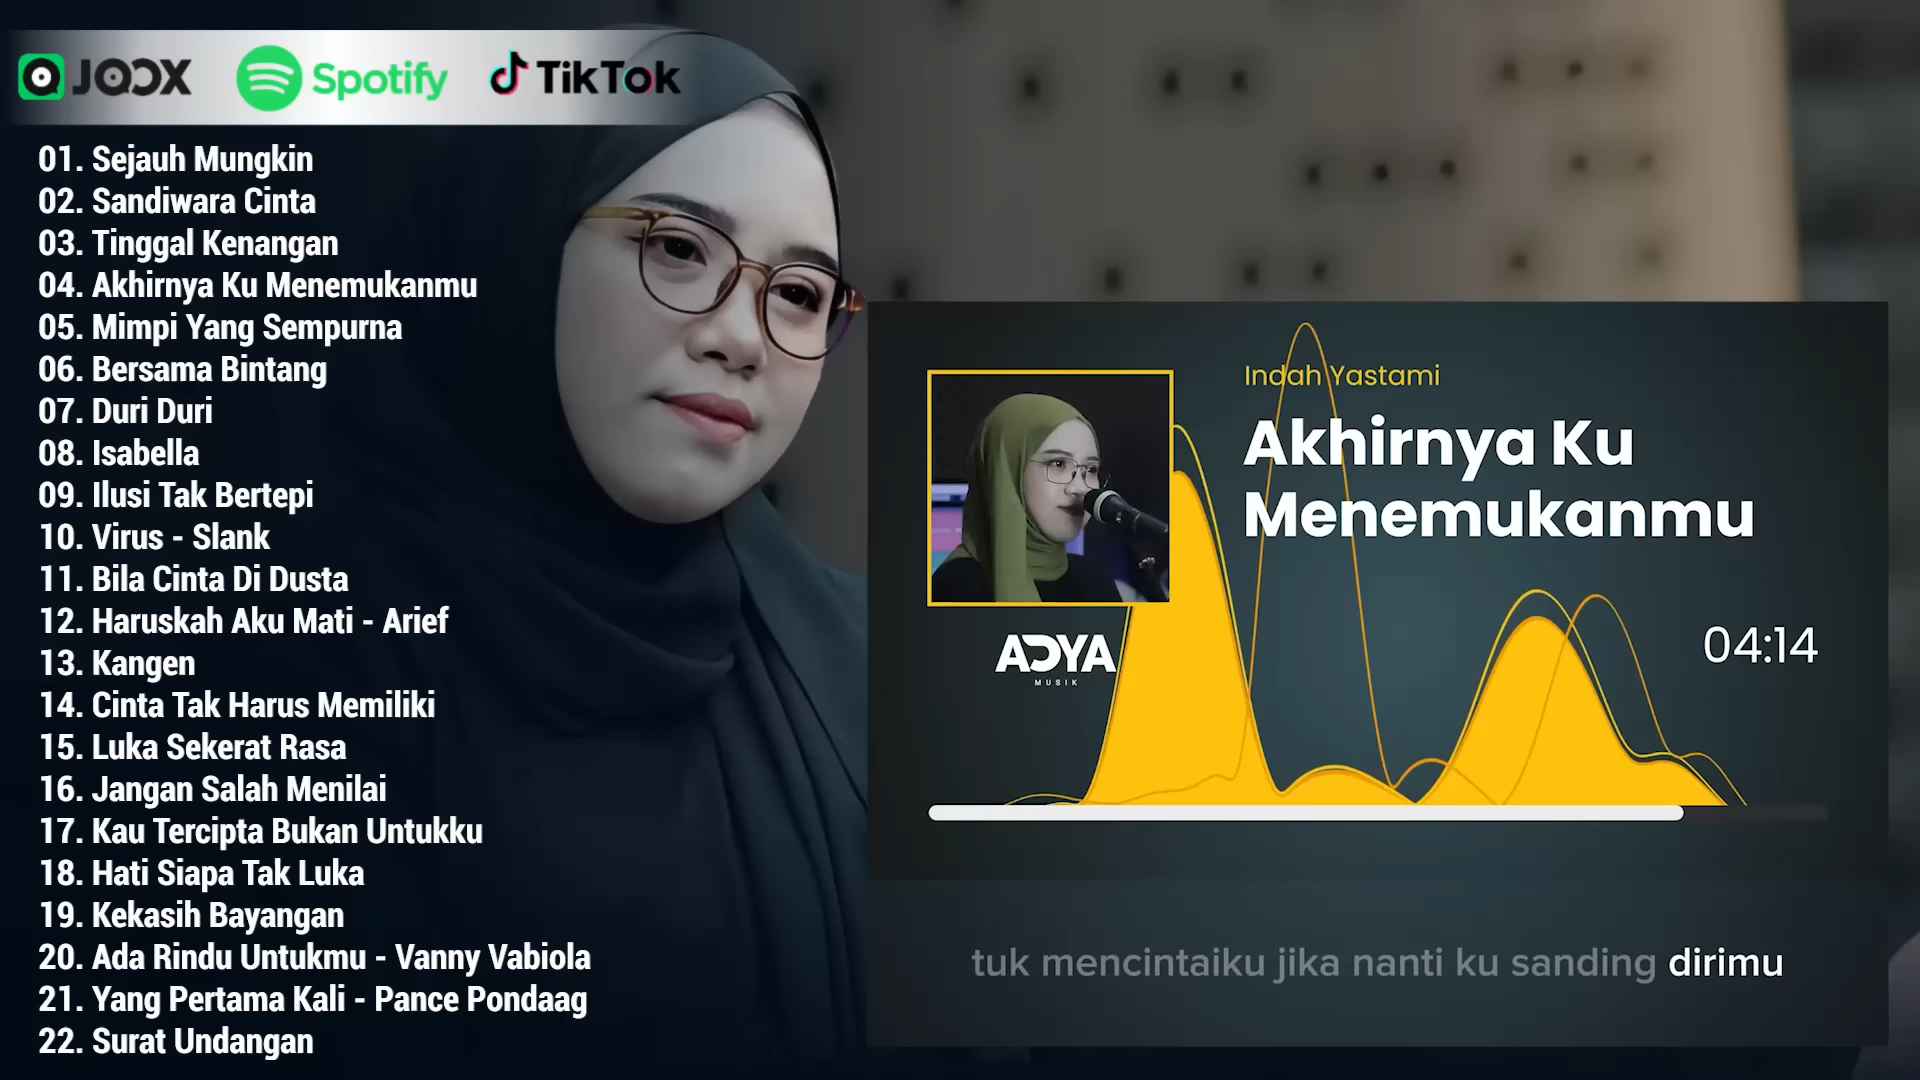 JOOX Spotify TikTok
01. Sejauh Mungkin
02. Sandiwara Cinta
03. Tinggal Kenangan
04. Akhirnya Ku Menemukanmu
05. Mimpi Yang Sempurna
06. Bersama Bintang
07. Duri Duri
08. Isabella
09. Ilusi Tak Bertepi
10. Virus - Slank
11. Bila Cinta Di Dusta
12. Haruskah Aku Mati - Arief
13. Kangen
14. Cinta Tak Harus Memiliki
15. Luka Sekerat Rasa
16. Jangan Salah Menilai
17. Kau Tercipta Bukan Untukku
18. Hati Siapa Tak Luka
19. Kekasih Bayangan
20. Ada Rindu Untukmu - Vanny Vabiola
21. Yang Pertama Kali - Pance Pondaag
22. Surat Undangan
Indah Yastami
Akhirnya Ku
Menemukanmu
ADYA
MUSIK
04:14
tuk mencintaiku jika nanti ku sanding dirimu